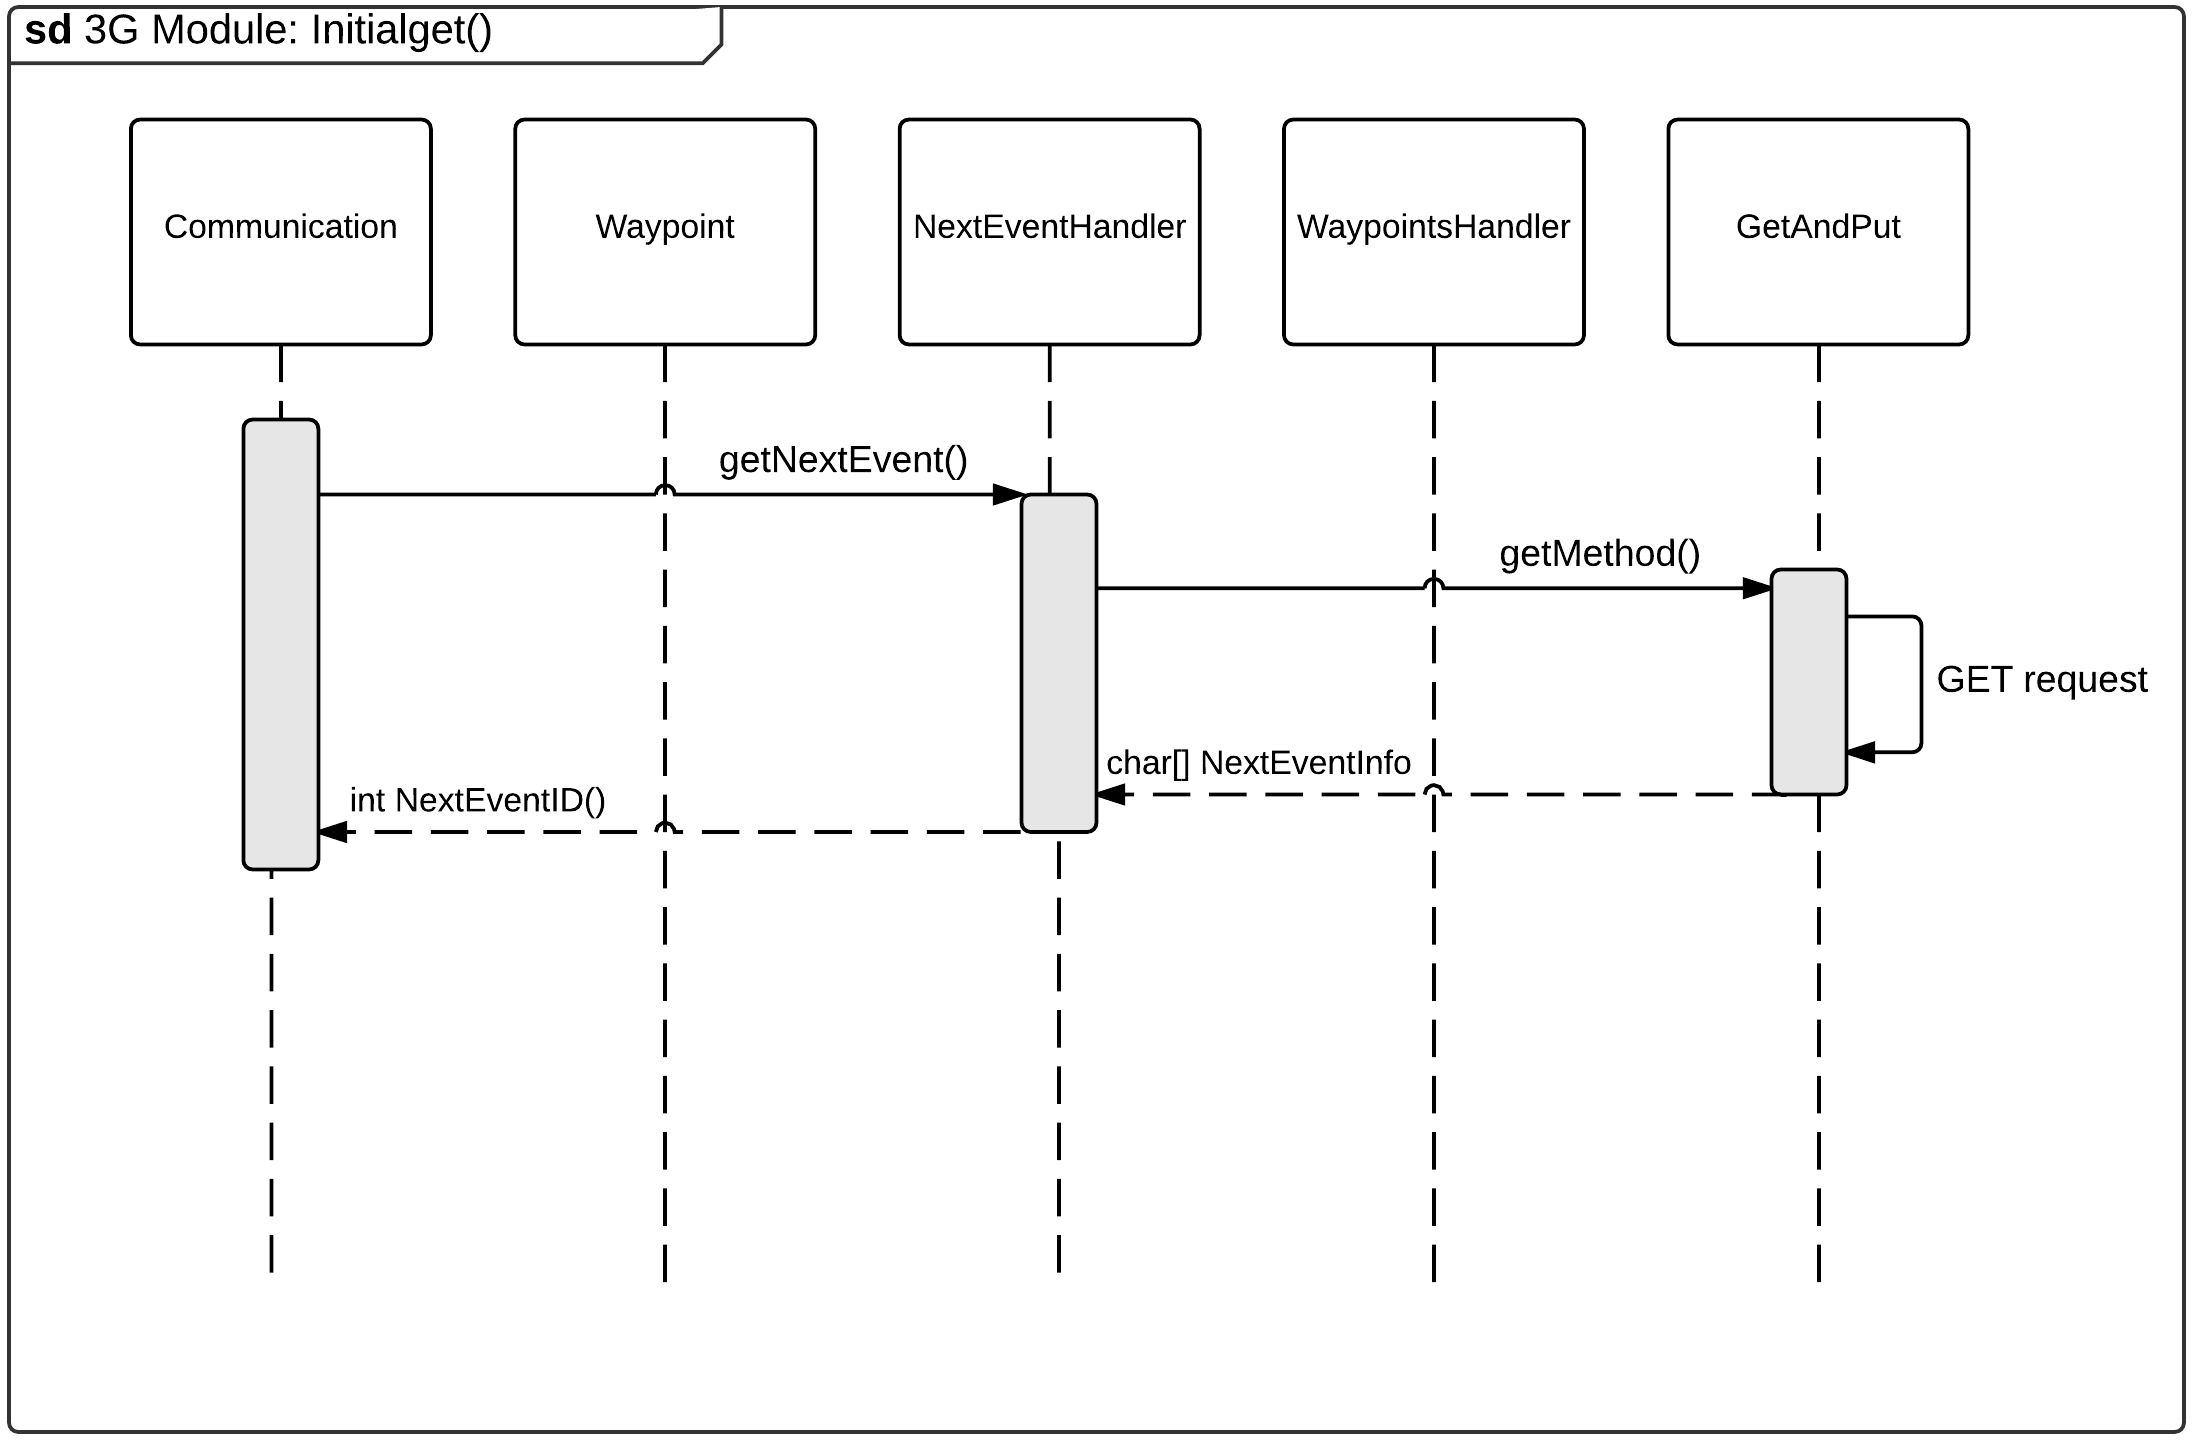 sd 3G Module: Initialget()
Communication
Waypoint
NextEventHandler
WaypointsHandler
GetAndPut
getNextEvent()
getMethod()
GET request
char[] NextEventInfo
int NextEventID()